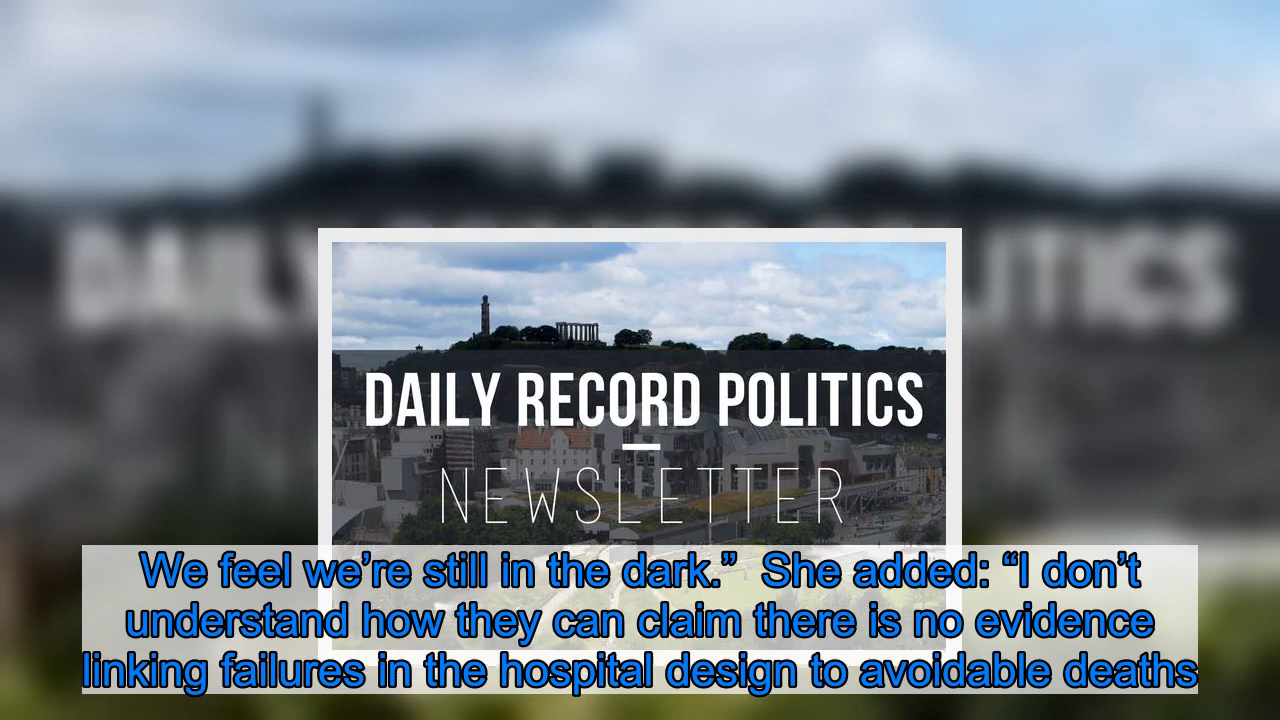 DAILY RECORD POLITICS
NEWSLETTER
We feel we’re still in the dark.”  She added: “I don’t
understand how they can claim there is no evidence
linking failures in the hospital design to avoidable deaths